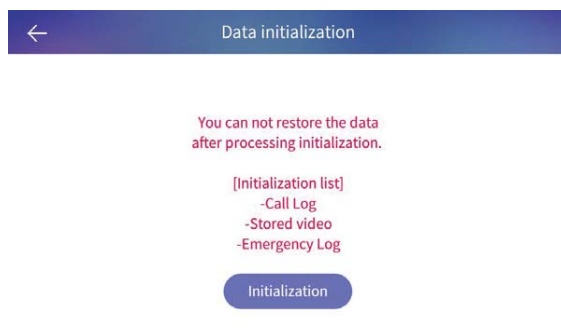 Data initialization
You can not restore the data
after processing initialization.
[Initialization list]
-Call Log
-Stored video
-Emergency Log
Initialization